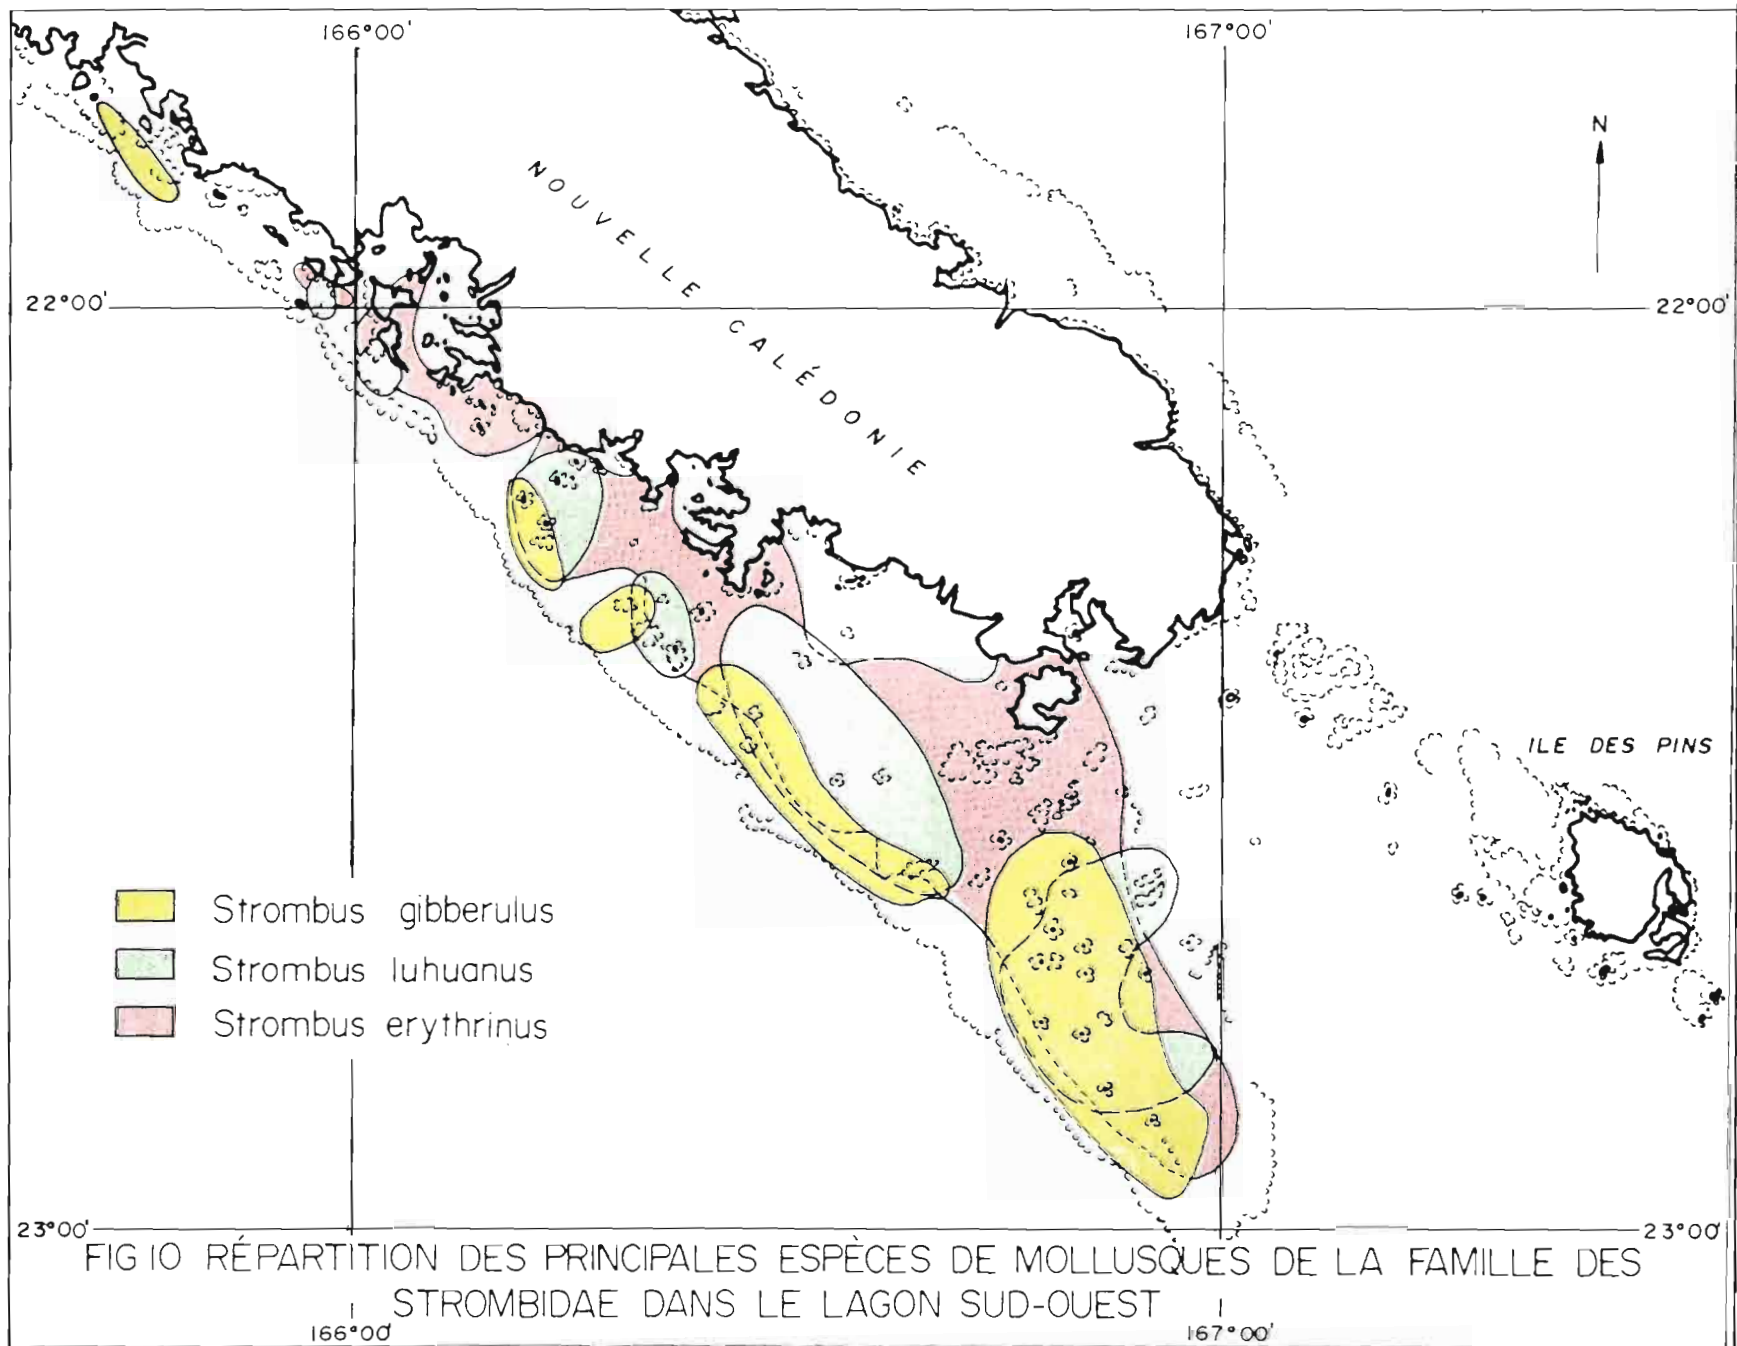 166°00' 167°00'
N
NOUVELLE CALÉDONIE
22°00' 22°00'
ILE DES PINS
Strombus gibberulus
Strombus luhuanus
Strombus erythrinus
23°00' 23°00'
FIG 10 RÉPARTITION DES PRINCIPALES ESPÈCES DE MOLLUSQUES DE LA FAMILLE DES
STROMBIDAE DANS LE LAGON SUD-OUEST
166°00' 167°00'